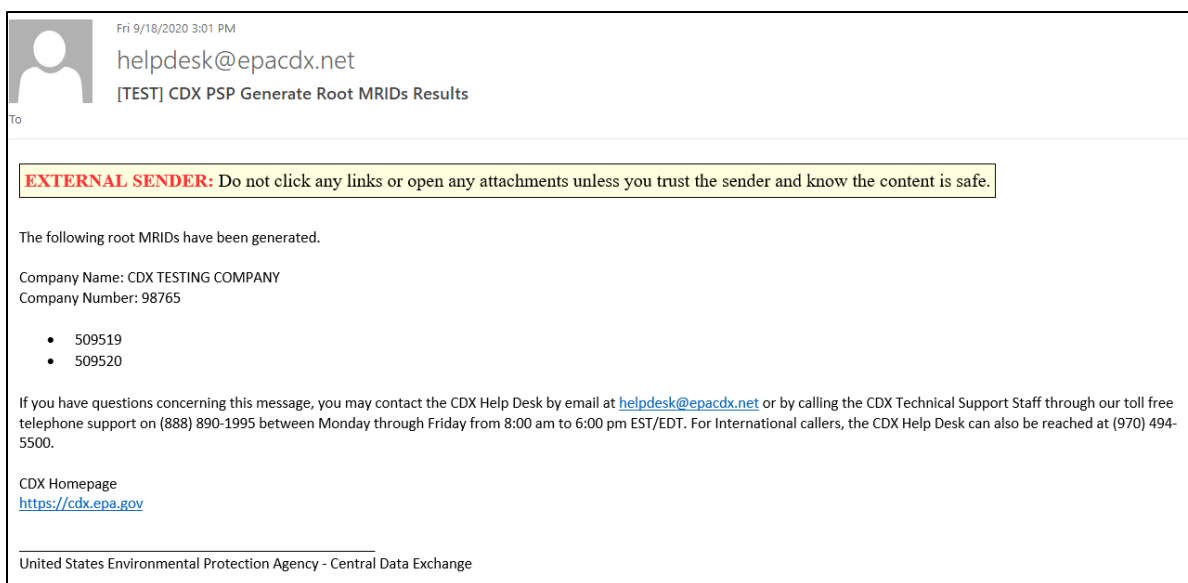 Fri 9/18/2020 3:01 PM
helpdesk@epacdx.net
[TEST] CDX PSP Generate Root MRIDs Results
To
EXTERNAL SENDER: Do not click any links or open any attachments unless you trust the sender and know the content is safe.
The following root MRIDs have been generated.
Company Name: CDX TESTING COMPANY
Company Number: 98765
• 509519
• 509520
If you have questions concerning this message, you may contact the CDX Help Desk by email at helpdesk@epacdx.net or by calling the CDX Technical Support Staff through our toll free
telephone support on (888) 890-1995 between Monday through Friday from 8:00 am to 6:00 pm EST/EDT. For International callers, the CDX Help Desk can also be reached at (970) 494-
5500.
CDX Homepage
https://cdx.epa.gov
United States Environmental Protection Agency - Central Data Exchange